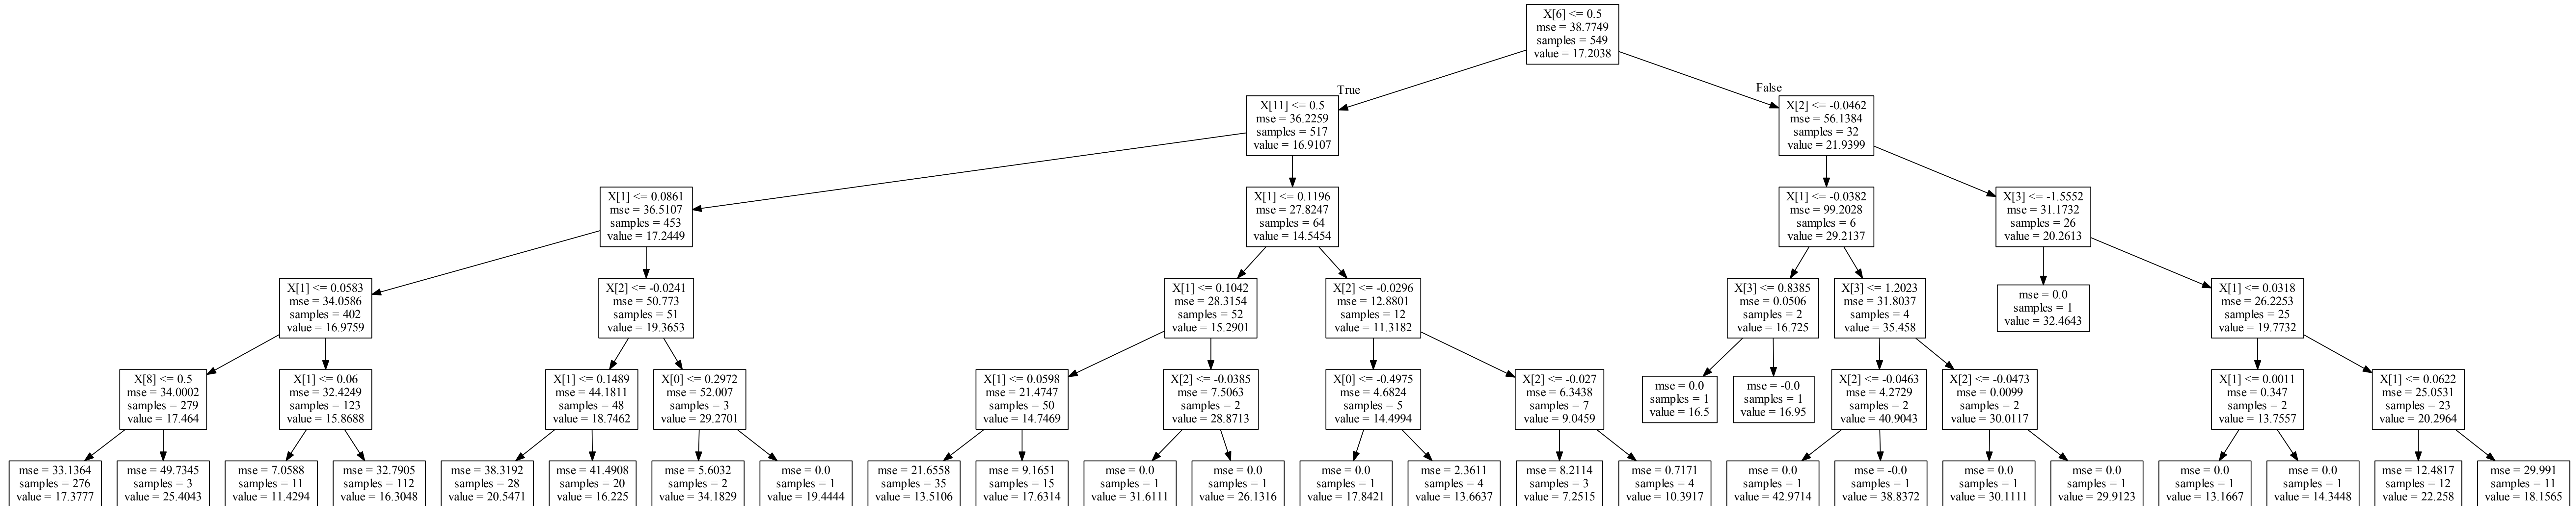 X[6] <= 0.5
mse = 38.7749
samples = 549
value = 17.2038
True
False
X[11] <= 0.5
mse = 36.2259
samples = 517
value = 16.9107
X[2] <= -0.0462
mse = 56.1384
samples = 32
value = 21.9399
X[1] <= 0.0861
mse = 36.5107
samples = 453
value = 17.2449
X[1] <= 0.1196
mse = 27.8247
samples = 64
value = 14.5454
X[1] <= -0.0382
mse = 99.2028
samples = 6
value = 29.2137
X[3] <= -1.5552
mse = 31.1732
samples = 26
value = 20.2613
X[1] <= 0.0583
mse = 34.0586
samples = 402
value = 16.9759
X[2] <= -0.0241
mse = 50.773
samples = 51
value = 19.3653
X[1] <= 0.1042
mse = 28.3154
samples = 52
value = 15.2901
X[2] <= -0.0296
mse = 12.8801
samples = 12
value = 11.3182
X[3] <= 0.8385
mse = 0.0506
samples = 2
value = 16.725
X[3] <= 1.2023
mse = 31.8037
samples = 4
value = 35.458
mse = 0.0
samples = 1
value = 32.4643
X[1] <= 0.0318
mse = 26.2253
samples = 25
value = 19.7732
X[8] <= 0.5
mse = 34.0002
samples = 279
value = 17.464
X[1] <= 0.06
mse = 32.4249
samples = 123
value = 15.8688
X[1] <= 0.1489
mse = 44.1811
samples = 48
value = 18.7462
X[0] <= 0.2972
mse = 52.007
samples = 3
value = 29.2701
X[1] <= 0.0598
mse = 21.4747
samples = 50
value = 14.7469
X[2] <= -0.0385
mse = 7.5063
samples = 2
value = 28.8713
X[0] <= -0.4975
mse = 4.6824
samples = 5
value = 14.4994
X[2] <= -0.027
mse = 6.3438
samples = 7
value = 9.0459
mse = 0.0
samples = 1
value = 16.5
mse = -0.0
samples = 1
value = 16.95
X[2] <= -0.0463
mse = 4.2729
samples = 2
value = 40.9043
X[2] <= -0.0473
mse = 0.0099
samples = 2
value = 30.0117
X[1] <= 0.0011
mse = 0.347
samples = 2
value = 13.7557
X[1] <= 0.0622
mse = 25.0531
samples = 23
value = 20.2964
mse = 33.1364
samples = 276
value = 17.3777
mse = 49.7345
samples = 3
value = 25.4043
mse = 7.0588
samples = 11
value = 11.4294
mse = 32.7905
samples = 112
value = 16.3048
mse = 38.3192
samples = 28
value = 20.5471
mse = 41.4908
samples = 20
value = 16.225
mse = 5.6032
samples = 2
value = 34.1829
mse = 0.0
samples = 1
value = 19.4444
mse = 21.6558
samples = 35
value = 13.5106
mse = 9.1651
samples = 15
value = 17.6314
mse = 0.0
samples = 1
value = 31.6111
mse = 0.0
samples = 1
value = 26.1316
mse = 0.0
samples = 1
value = 17.8421
mse = 2.3611
samples = 4
value = 13.6637
mse = 8.2114
samples = 3
value = 7.2515
mse = 0.7171
samples = 4
value = 10.3917
mse = 0.0
samples = 1
value = 42.9714
mse = -0.0
samples = 1
value = 38.8372
mse = 0.0
samples = 1
value = 30.1111
mse = 0.0
samples = 1
value = 29.9123
mse = 0.0
samples = 1
value = 13.1667
mse = 0.0
samples = 1
value = 14.3448
mse = 12.4817
samples = 12
value = 22.258
mse = 29.991
samples = 11
value = 18.1565